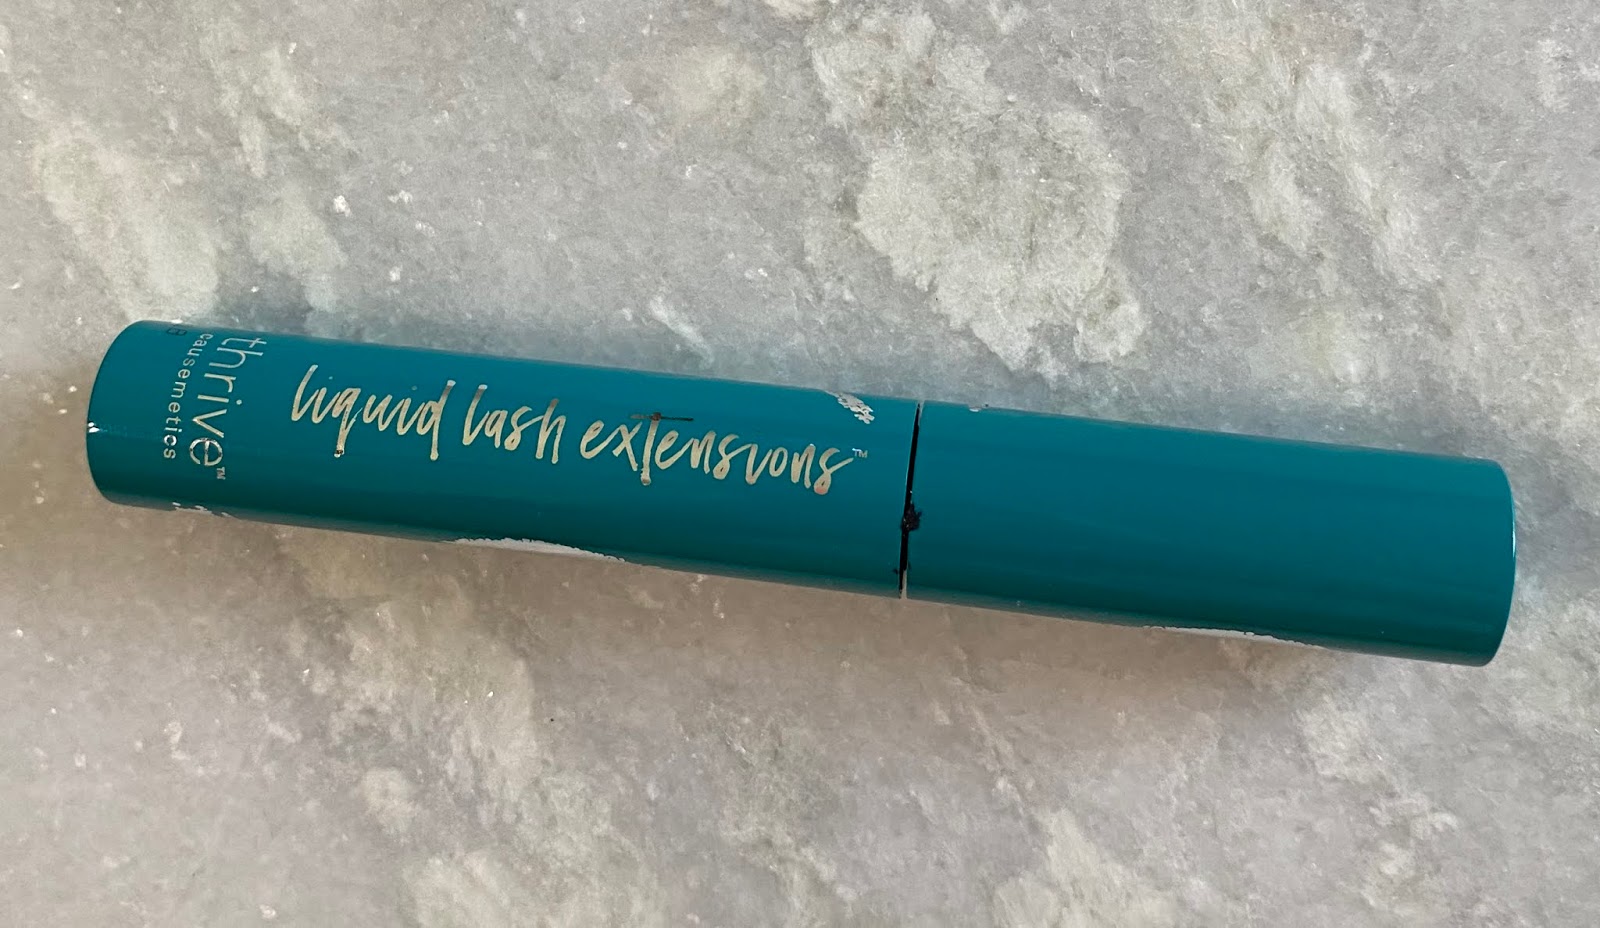 liquid lash extensions™
thrive™
causemetics